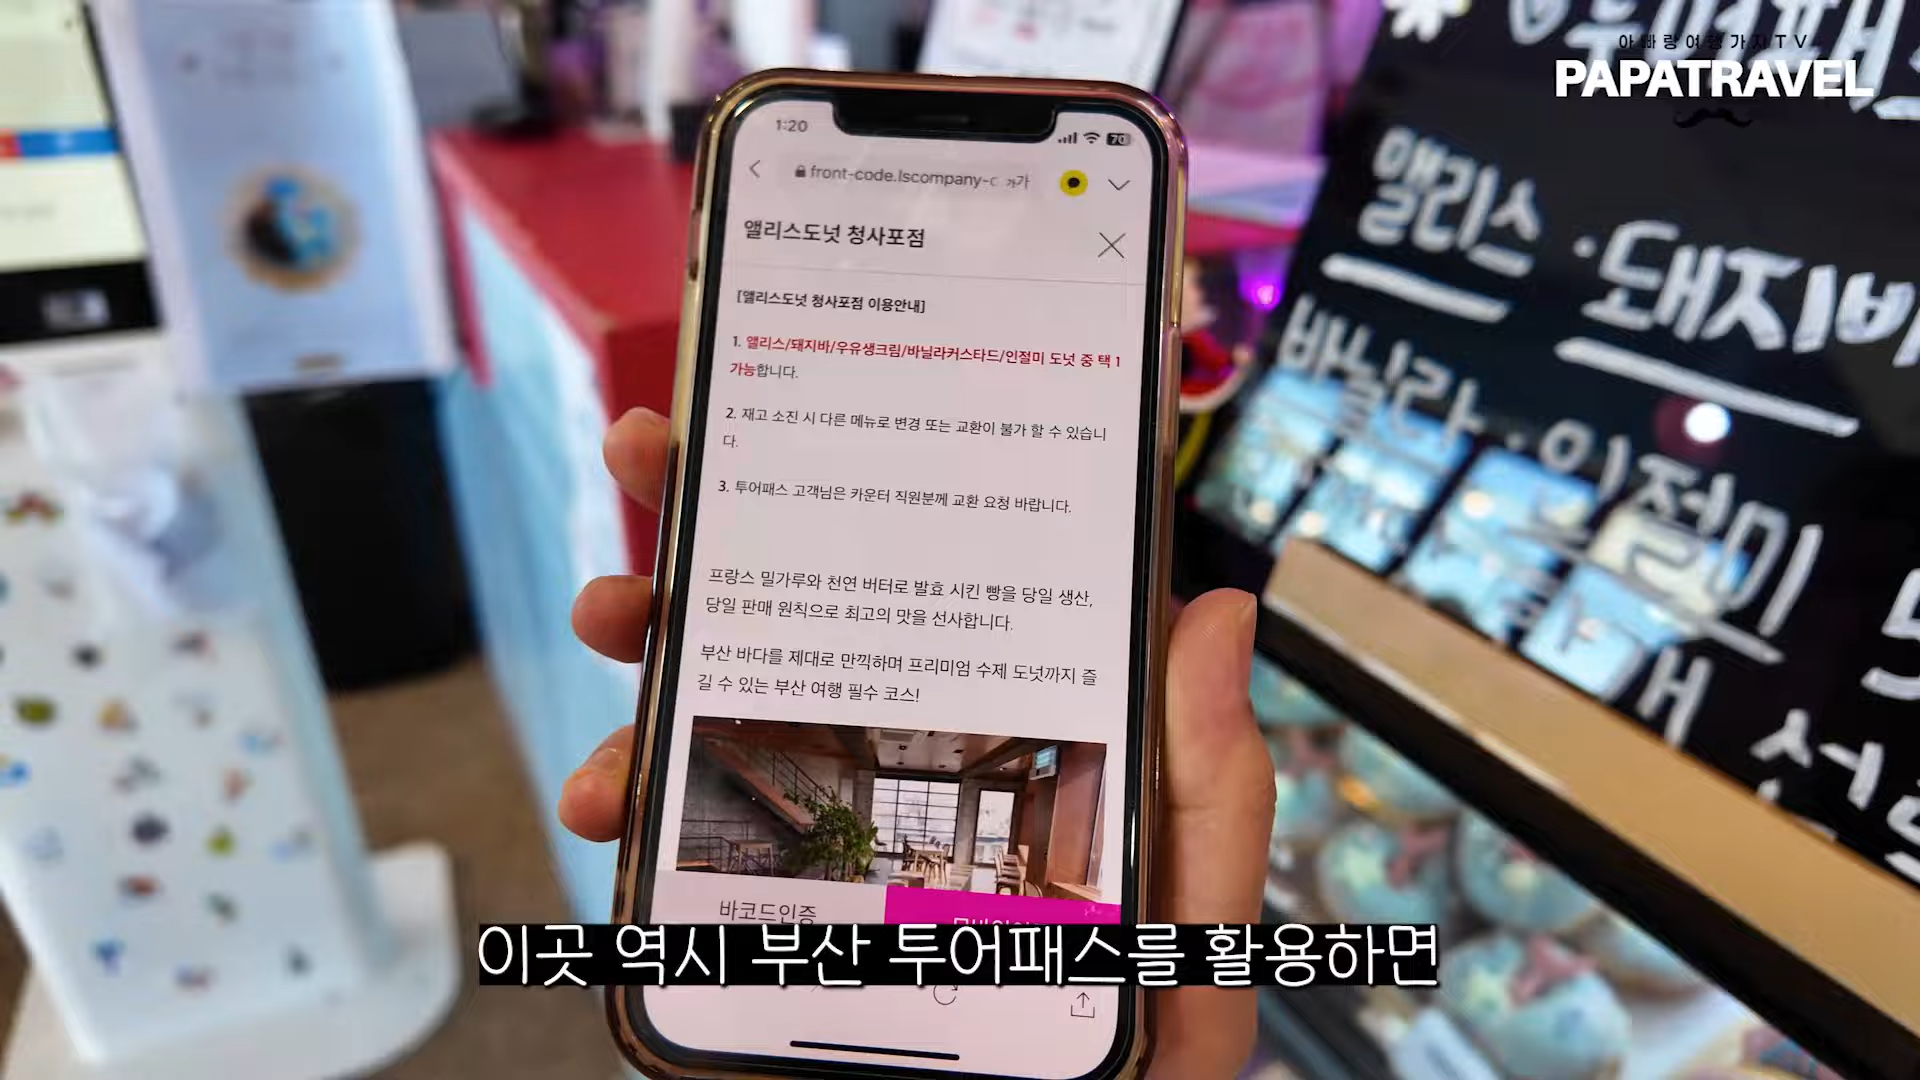 아빠랑여행가자TV
PAPATRAVEL
1:20
70
front-code.lscompany-c
가가
앨리스도넛 청사포점
[앨리스도넛 청사포점 이용안내]
1. 앨리스/돼지바/우유생크림/바닐라커스타드/인절미 도넛 중 택 1
가능합니다.
2. 재고 소진 시 다른 메뉴로 변경 또는 교환이 불가 할 수 있습니
다.
3. 투어패스 고객님은 카운터 직원분께 교환 요청 바랍니다.
프랑스 밀가루와 천연 버터로 발효 시킨 빵을 당일 생산,
당일 판매 원칙으로 최고의 맛을 선사합니다.
부산 바다를 제대로 만끽하며 프리미엄 수제 도넛까지 즐
길 수 있는 부산 여행 필수 코스!
바코드인증
앨리스 · 돼지바
바닐라 · 인절미
이곳 역시 부산 투어패스를 활용하면